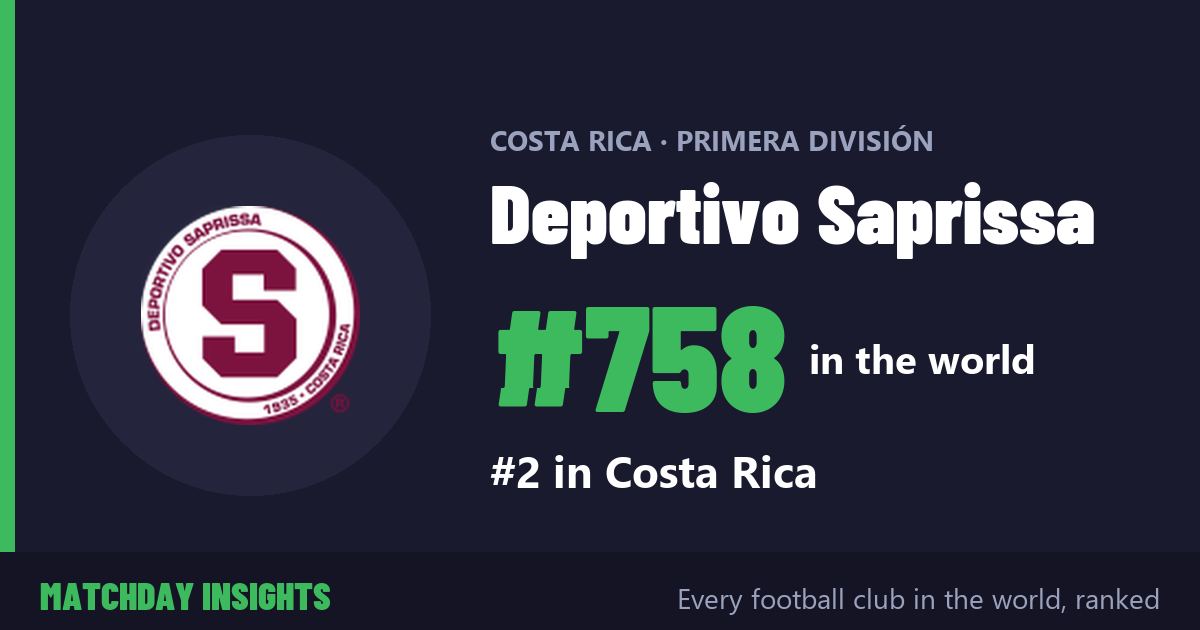 COSTA RICA · PRIMERA DIVISIÓN
Deportivo Saprissa
DEPORTIVO SAPRISSA
S
1935 · COSTA RICA
®
#758 in the world
#2 in Costa Rica
MATCHDAY INSIGHTS
Every football club in the world, ranked